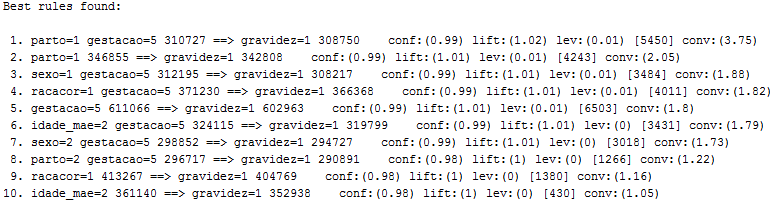 Best rules found:
1. parto=1 gestacao=5 310727 ==> gravidez=1 308750 conf:(0.99) lift:(1.02) lev:(0.01) [5450] conv:(3.75)
2. parto=1 346855 ==> gravidez=1 342808 conf:(0.99) lift:(1.01) lev:(0.01) [4243] conv:(2.05)
3. sexo=1 gestacao=5 312195 ==> gravidez=1 308217 conf:(0.99) lift:(1.01) lev:(0.01) [3484] conv:(1.88)
4. racacor=1 gestacao=5 371230 ==> gravidez=1 366368 conf:(0.99) lift:(1.01) lev:(0.01) [4011] conv:(1.82)
5. gestacao=5 611066 ==> gravidez=1 602963 conf:(0.99) lift:(1.01) lev:(0.01) [6503] conv:(1.8)
6. idade_mae=2 gestacao=5 324115 ==> gravidez=1 319799 conf:(0.99) lift:(1.01) lev:(0) [3431] conv:(1.79)
7. sexo=2 gestacao=5 298852 ==> gravidez=1 294727 conf:(0.99) lift:(1.01) lev:(0) [3018] conv:(1.73)
8. parto=2 gestacao=5 296717 ==> gravidez=1 290891 conf:(0.98) lift:(1) lev:(0) [1266] conv:(1.22)
9. racacor=1 413267 ==> gravidez=1 404769 conf:(0.98) lift:(1) lev:(0) [1380] conv:(1.16)
10. idade_mae=2 361140 ==> gravidez=1 352938 conf:(0.98) lift:(1) lev:(0) [430] conv:(1.05)